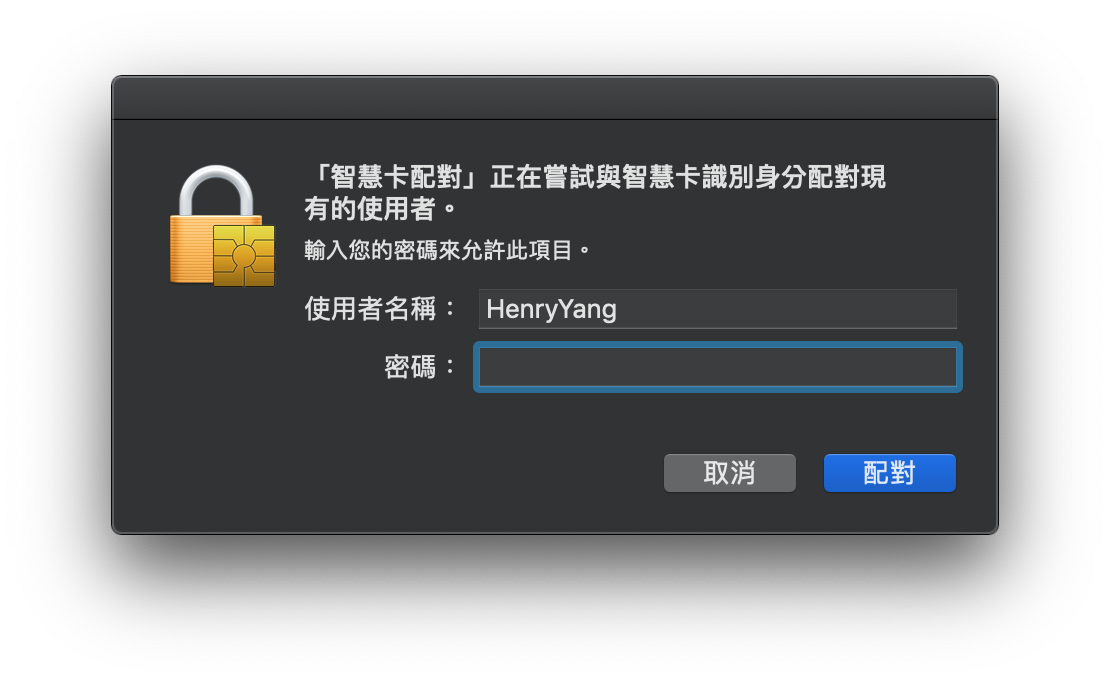 「智慧卡配對」正在嘗試與智慧卡識別身分配對現
有的使用者。
輸入您的密碼來允許此項目。
使用者名稱： HenryYang
密碼：
取消 配對